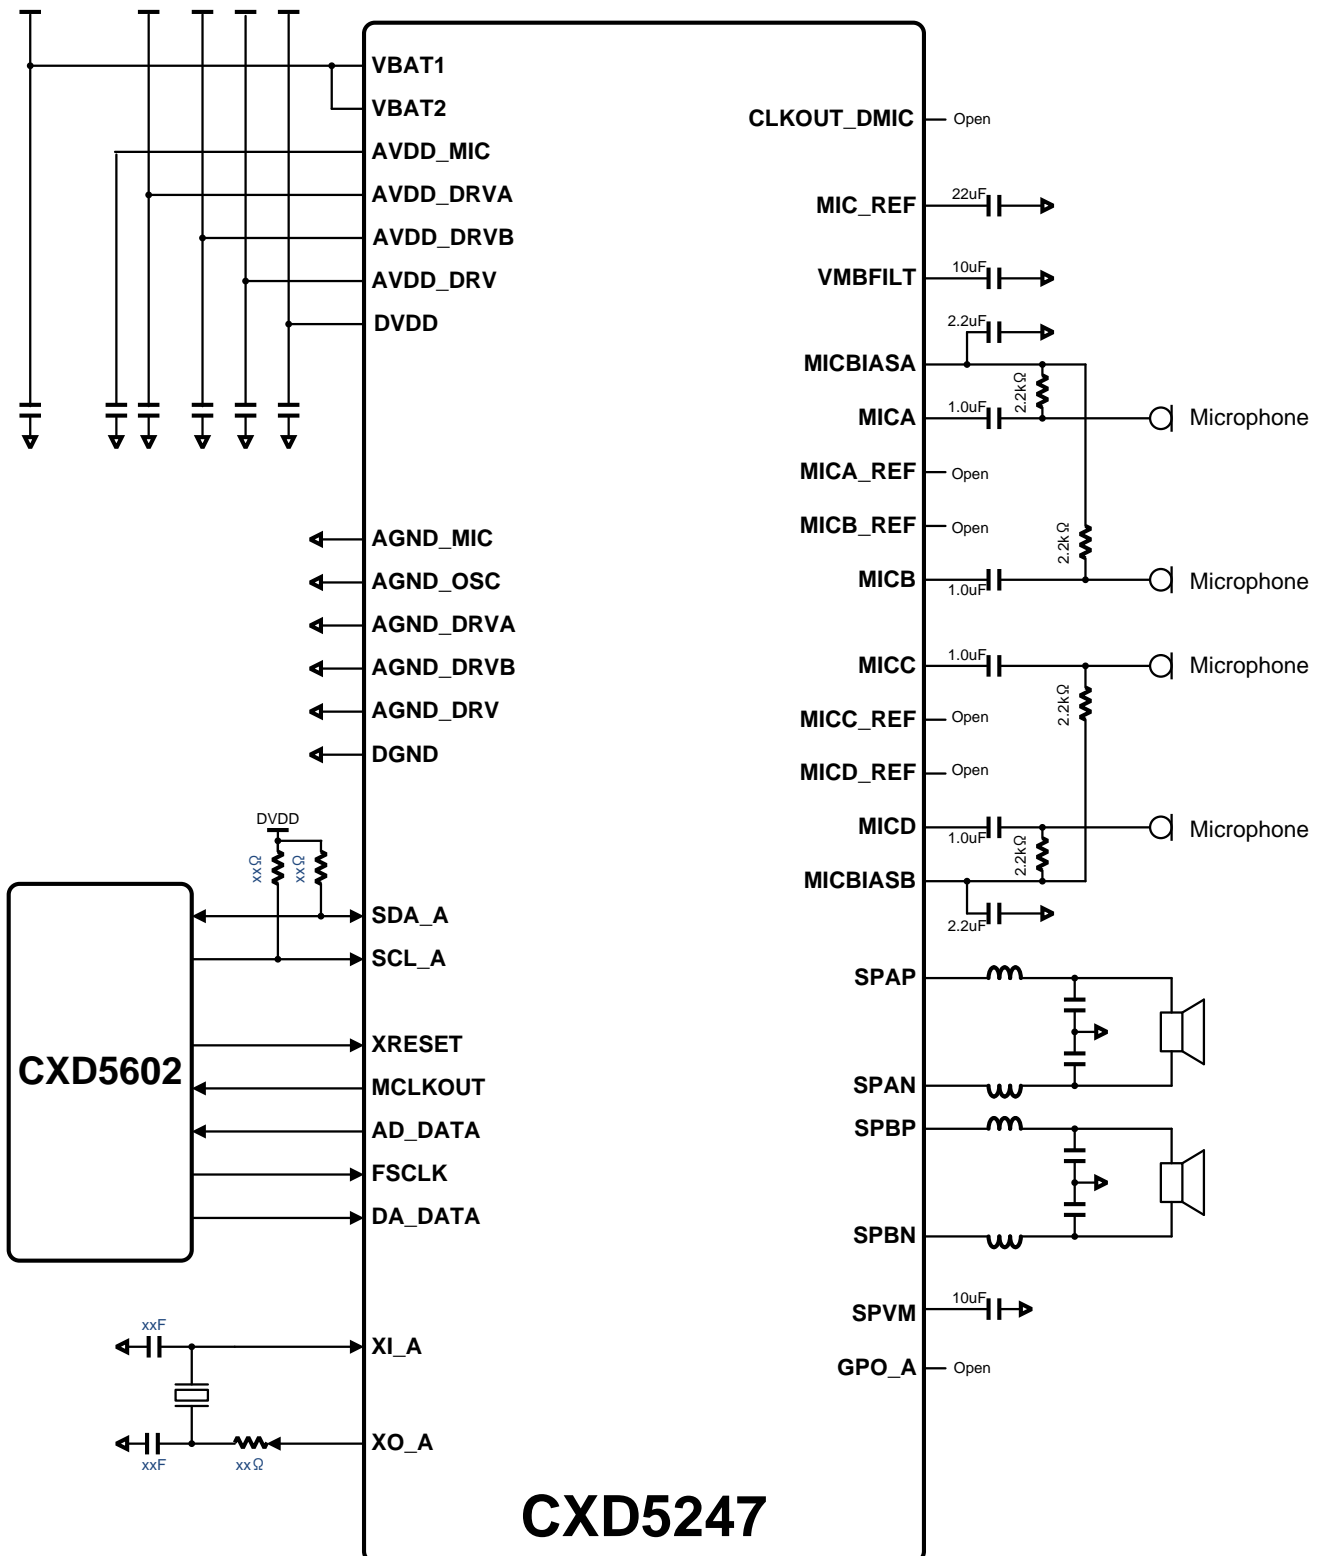 VBAT1
VBAT2
AVDD_MIC
AVDD_DRVA
AVDD_DRVB
AVDD_DRV
DVDD
AGND_MIC
AGND_OSC
AGND_DRVA
AGND_DRVB
AGND_DRV
DGND
DVDD
xxΩ
xxΩ
SDA_A
SCL_A
XRESET
MCLKOUT
AD_DATA
FSCLK
DA_DATA
CXD5602
xxF
XI_A
XO_A
xxF
xxΩ
CLKOUT_DMIC
Open
MIC_REF
22uF
VMBFILT
10uF
2.2uF
MICBIASA
2.2kΩ
MICA
1.0uF
Microphone
MICA_REF
Open
MICB_REF
Open
2.2kΩ
MICB
1.0uF
Microphone
MICC
1.0uF
Microphone
2.2kΩ
MICC_REF
Open
MICD_REF
Open
MICD
1.0uF
Microphone
2.2kΩ
MICBIASB
2.2uF
SPAP
SPAN
SPBP
SPBN
SPVM
10uF
GPO_A
Open
CXD5247